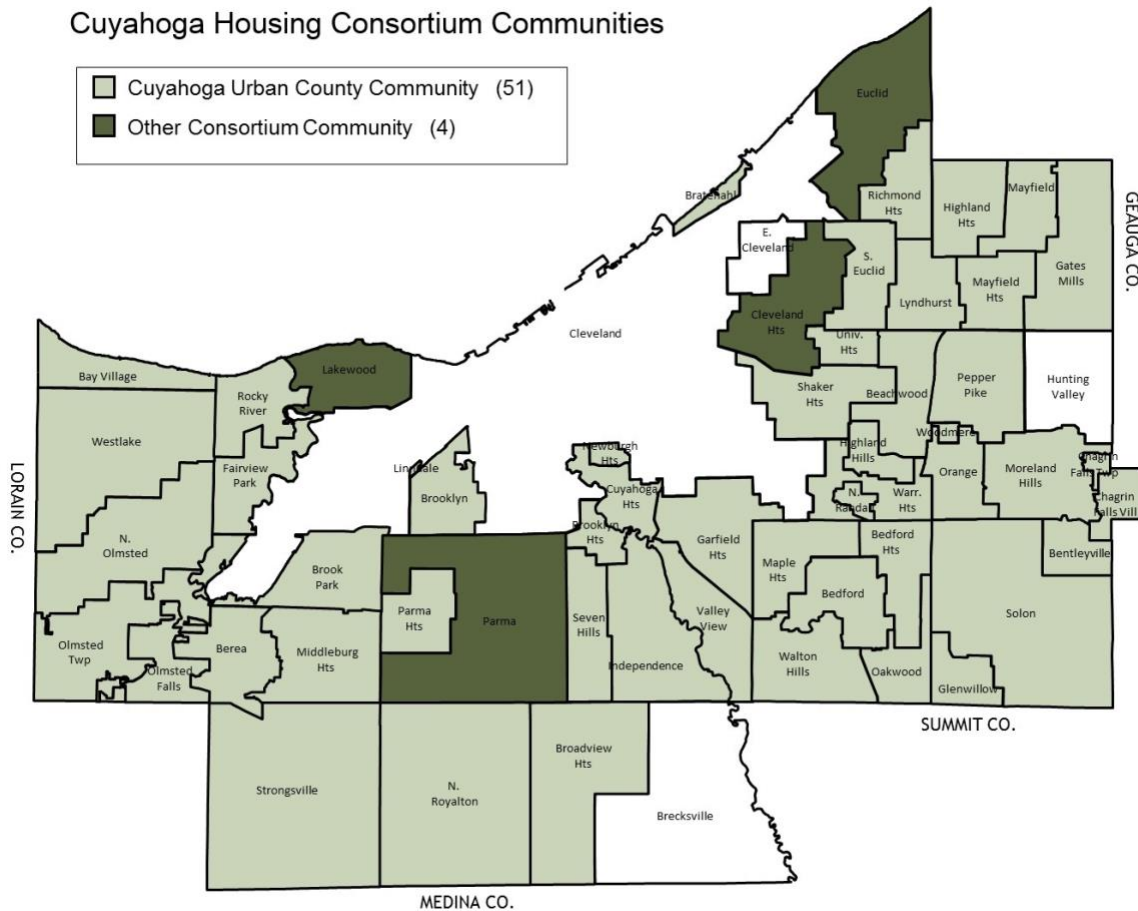 Cuyahoga Housing Consortium Communities
Cuyahoga Urban County Community (51)
Other Consortium Community (4)
Euclid
Bratenahl
Richmond
Hts
Highland
Hts
Mayfield
GEAUGA CO.
E.
Cleveland
S.
Euclid
Gates
Mills
Mayfield
Hts
Lyndhurst
Cleveland
Hts
Cleveland
Univ.
Hts
Lakewood
Bay Village
Rocky
River
Shaker
Hts
Beachwood
Pepper
Pike
Hunting
Valley
Westlake
Woodmere
Newburgh
Hts
Highland
Hills
Fairview
Park
Linndale
Brooklyn
Cuyahoga
Hts
Orange
Moreland
Hills
Chagrin
Falls Twp
Chagrin
Falls Vill
N.
Randall
Warr.
Hts
LORAIN CO.
N.
Olmsted
Brooklyn
Hts
Garfield
Hts
Bedford
Hts
Bentleyville
Brook
Park
Maple
Hts
Bedford
Parma
Hts
Parma
Seven
Hills
Valley
View
Solon
Olmsted
Twp
Berea
Middleburg
Hts
Olmsted
Falls
Independence
Walton
Hills
Oakwood
Glenwillow
SUMMIT CO.
Broadview
Hts
Strongsville
N.
Royalton
Brecksville
MEDINA CO.